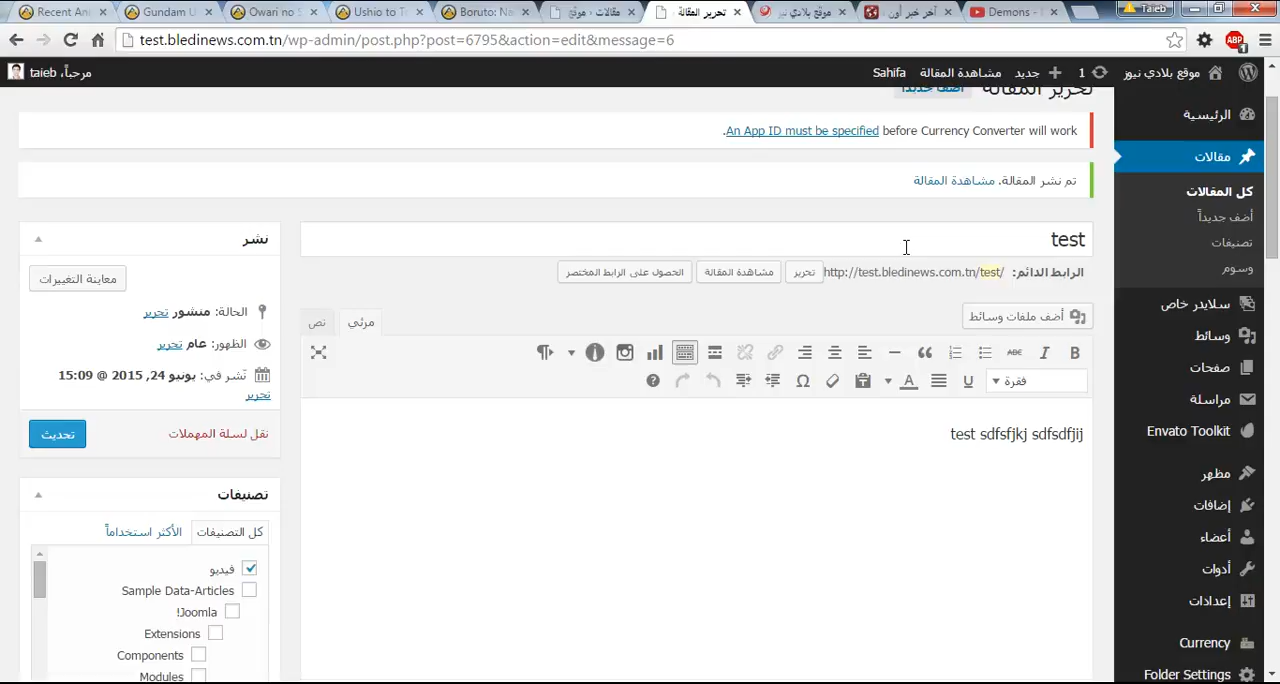 Recent An
Gundam U
Owari no S
Ushio to T
Boruto: Na
مقالات ‹ موقع
تحرير المقالة
موقع بلادي نيو
آخر خبر أون
Demons -
Taieb
test.bledinews.com.tn/wp-admin/post.php?post=6795&action=edit&message=6
ABP
1
موقع بلادي نيوز
1
جديد
مشاهدة المقالة
Sahifa
مرحباً، taieb
تحرير المقالة أضف جديداً
An App ID must be specified before Currency Converter will work.
تم نشر المقالة. مشاهدة المقالة
test
الرابط الدائم: http://test.bledinews.com.tn/test/ تحرير مشاهدة المقالة الحصول على الرابط المختصر
أضف ملفات وسائط
مرئي
نص
B I ABC
فقرة U A Ω
test sdfsfjkj sdfsdfjij
نشر
معاينة التغييرات
الحالة: منشور تحرير
الظهور: عام تحرير
نُشر في: يونيو 24, 2015 @ 15:09
تحرير
نقل لسلة المهملات
تحديث
تصنيفات
كل التصنيفات
الأكثر استخداماً
فيديو
Sample Data-Articles
Joomla!
Extensions
Components
Modules
الرئيسية
مقالات
كل المقالات
أضف جديداً
تصنيفات
وسوم
سلايدر خاص
وسائط
صفحات
مراسلة
Envato Toolkit
مظهر
إضافات
أعضاء
أدوات
إعدادات
Currency
Folder Settings